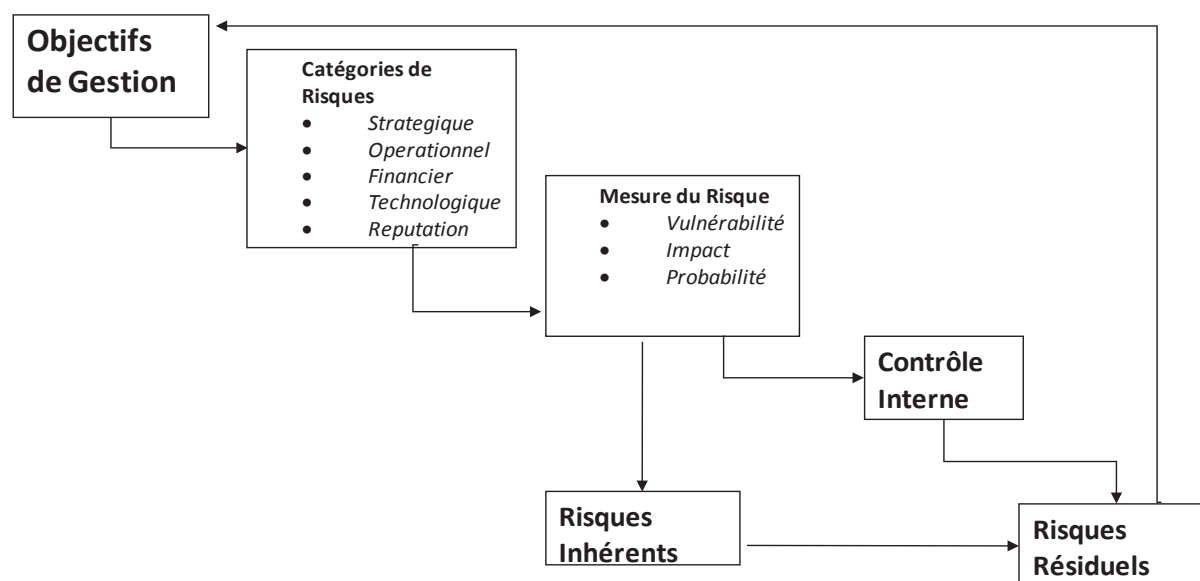 Objectifs
de Gestion
Catégories de
Risques
● Strategique
● Operationnel
● Financier
● Technologique
● Reputation
Mesure du Risque
● Vulnérabilité
● Impact
● Probabilité
Contrôle
Interne
Risques
Inhérents
Risques
Résiduels